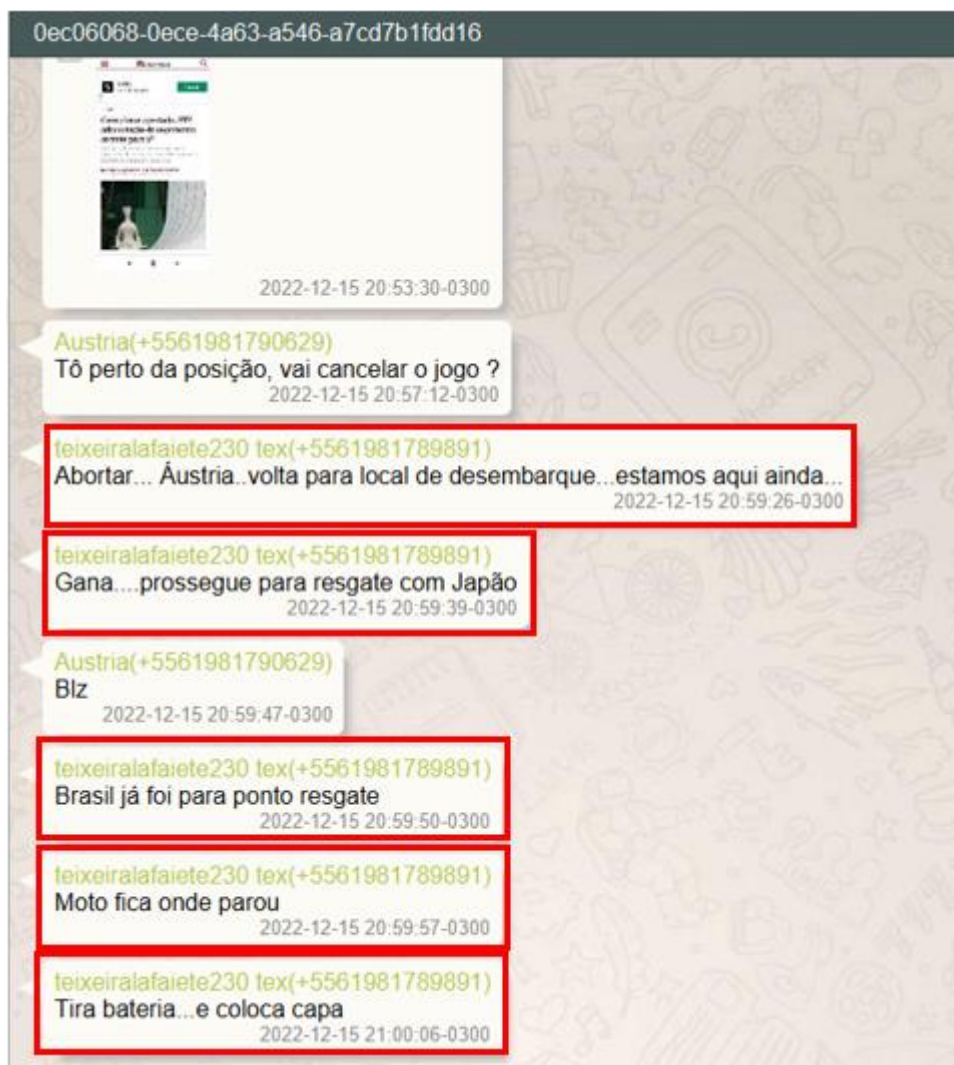 0ec06068-0ece-4a63-a546-a7cd7b1fdd16
2022-12-15 20:53:30-0300
Austria(+5561981790629)
Tô perto da posição, vai cancelar o jogo ?
2022-12-15 20:57:12-0300
teixeiralafaiete230 tex(+5561981789891)
Abortar... Áustria..volta para local de desembarque...estamos aqui ainda...
2022-12-15 20:59:26-0300
teixeiralafaiete230 tex(+5561981789891)
Gana....prossegue para resgate com Japão
2022-12-15 20:59:39-0300
Austria(+5561981790629)
Blz
2022-12-15 20:59:47-0300
teixeiralafaiete230 tex(+5561981789891)
Brasil já foi para ponto resgate
2022-12-15 20:59:50-0300
teixeiralafaiete230 tex(+5561981789891)
Moto fica onde parou
2022-12-15 20:59:57-0300
teixeiralafaiete230 tex(+5561981789891)
Tira bateria...e coloca capa
2022-12-15 21:00:06-0300